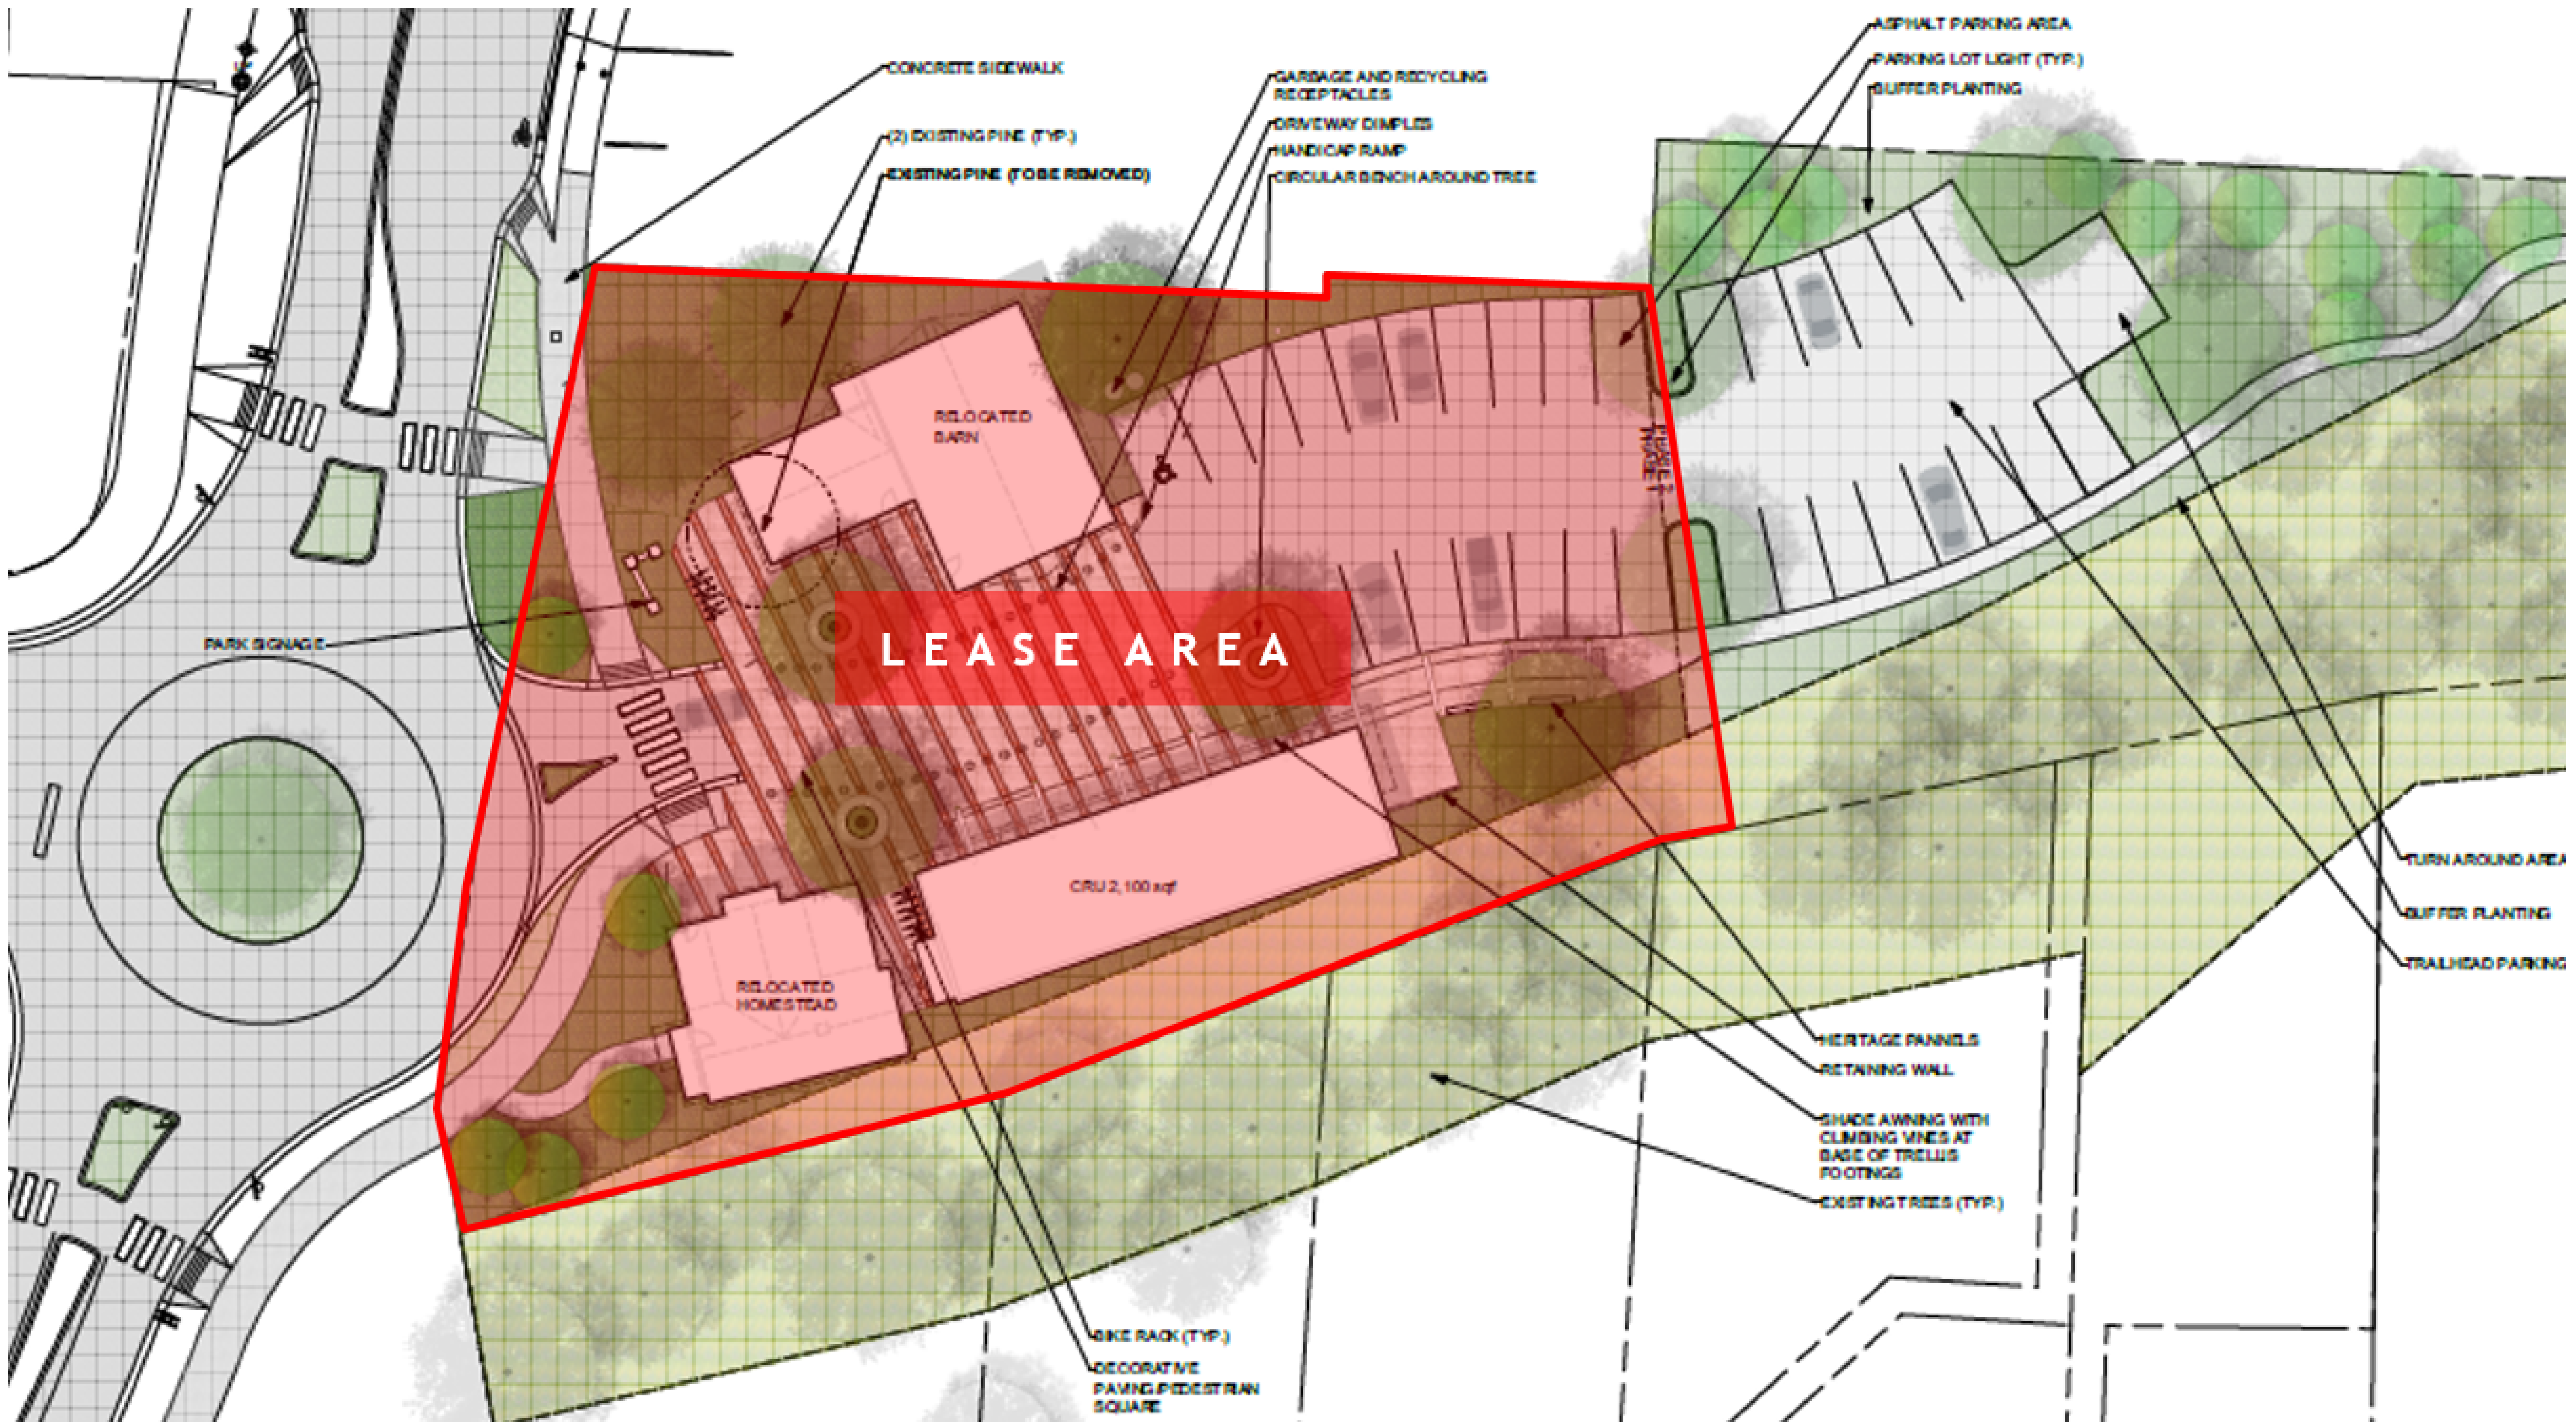 ASPHALT PARKING AREA
PARKING LOT LIGHT (TYP.)
BUFFER PLANTING
CONCRETE SIDEWALK
(2) EXISTING PINE (TYP.)
EXISTING PINE (TO BE REMOVED)
GARBAGE AND RECYCLING
RECEPTACLES
DRIVEWAY DIMPLES
HANDICAP RAMP
CIRCULAR BENCH AROUND TREE
RELOCATED
BARN
PARK SIGNAGE
LEASE AREA
CRU 2,100 sqf
RELOCATED
HOMESTEAD
TURN AROUND AREA
BUFFER PLANTING
TRAILHEAD PARKING
HERITAGE PANNELS
RETAINING WALL
SHADE AWNING WITH
CLIMBING VINES AT
BASE OF TRELLIS
FOOTINGS
EXISTING TREES (TYP.)
BIKE RACK (TYP.)
DECORATIVE
PAVING/PEDESTRIAN
SQUARE